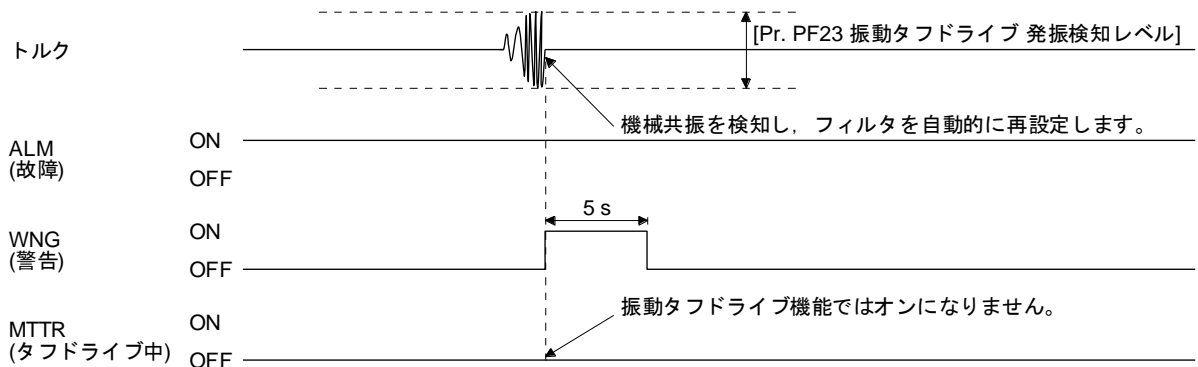 トルク
[Pr. PF23 振動タフドライブ 発振検知レベル]
機械共振を検知し，フィルタを自動的に再設定します。
ALM
(故障)
ON
OFF
5 s
WNG
(警告)
ON
OFF
振動タフドライブ機能ではオンになりません。
MTTR
(タフドライブ中)
ON
OFF